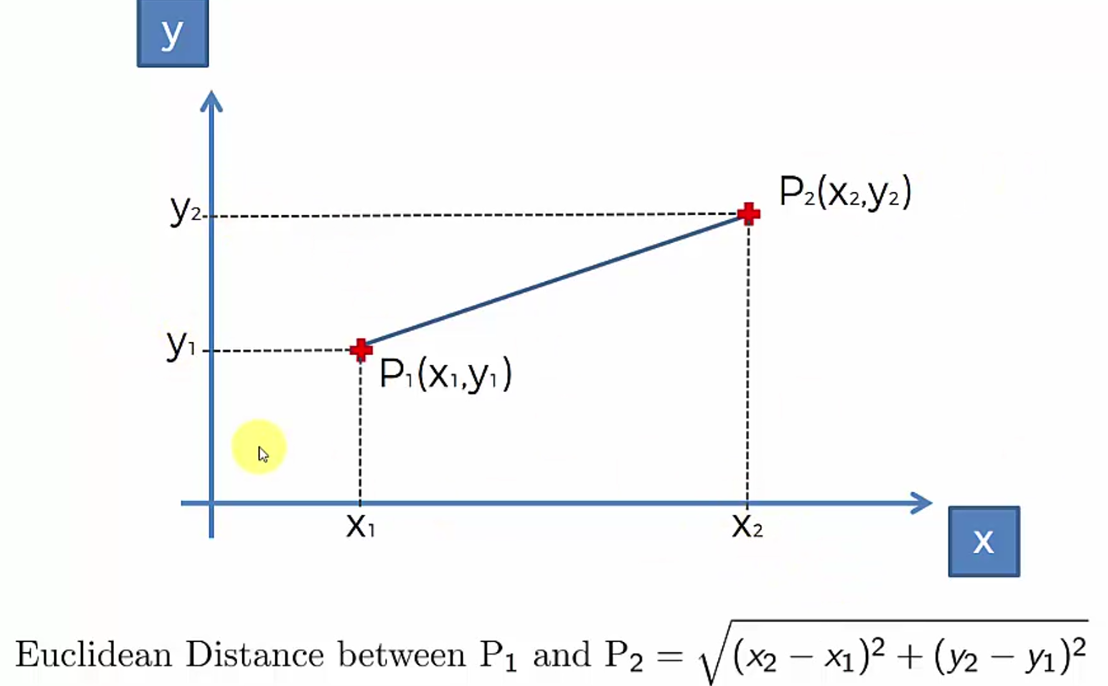 y
y₂
P₂(x₂,y₂)
y₁
P₁(x₁,y₁)
x₁
x₂
x
Euclidean Distance between P₁ and P₂ = √(x₂ − x₁)² + (y₂ − y₁)²